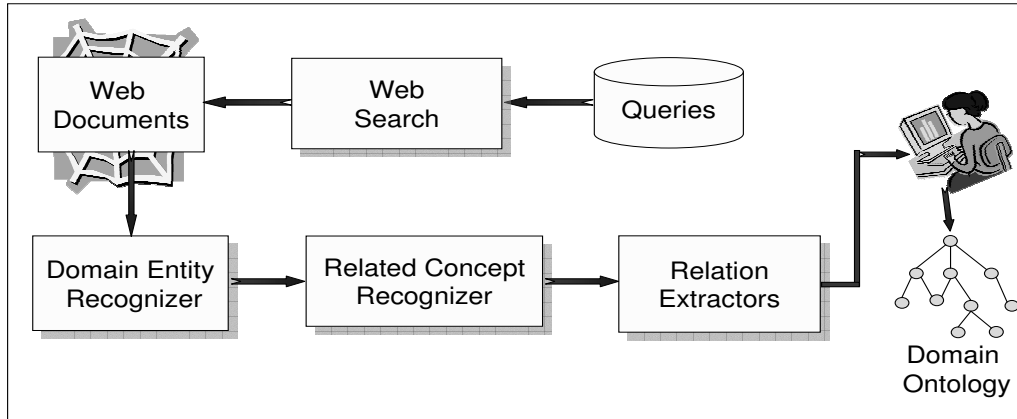 Web
Documents
Web
Search
Queries
Domain Entity
Recognizer
Related Concept
Recognizer
Relation
Extractors
Domain
Ontology